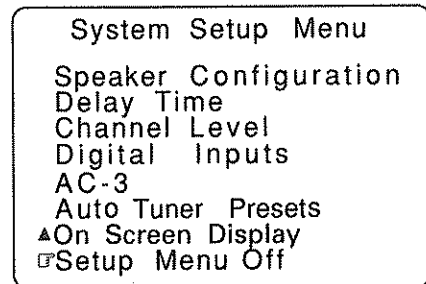 System Setup Menu
Speaker Configuration
Delay Time
Channel Level
Digital Inputs
AC-3
Auto Tuner Presets
▲On Screen Display
☞Setup Menu Off